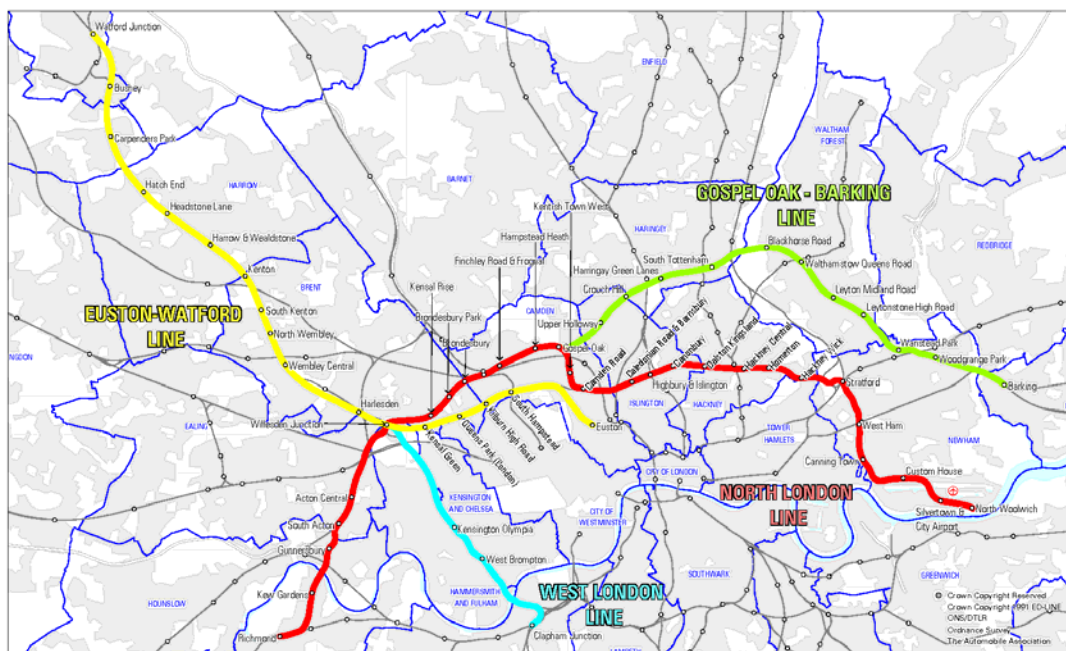 Watford Junction
Bushey
ENFIELD
Carpenders Park
WALTHAM
FOREST
Hatch End
HARROW
BARNET
Headstone Lane
Kentish Town West
GOSPEL OAK - BARKING
LINE
Harrow & Wealdstone
Hampstead Heath
HARINGEY
Blackhorse Road
REDBRIDGE
Finchley Road & Frognal
Harringay Green Lanes
South Tottenham
Walthamstow Queens Road
Kenton
Kensal Rise
Crouch Hill
Leyton Midland Road
BRENT
Brondesbury Park
CAMDEN
Leytonstone High Road
EUSTON-WATFORD
LINE
South Kenton
Upper Holloway
North Wembley
Brondesbury
Gospel Oak
Wanstead Park
Woodgrange Park
INGDON
Wembley Central
Camden Road
Caledonian Road & Barnsbury
Canonbury
Dalston Kingsland
Hackney Central
Homerton
Hackney Wick
Highbury & Islington
Stratford
Barking
Harlesden
South Hampstead
ISLINGTON
HACKNEY
Willesden Junction
Kensal Green
Queens Park (London)
Kilburn High Road
Euston
EALING
TOWER
HAMLETS
West Ham
NEWHAM
Canning Town
Custom House
CITY OF LONDON
Acton Central
KENSINGTON
AND CHELSEA
NORTH LONDON
LINE
CITY OF
WESTMINSTER
Silvertown &
City Airport
North Woolwich
South Acton
Kensington Olympia
Gunnersbury
West Brompton
SOUTHWARK
GREENWICH
Kew Gardens
HOUNSLOW
HAMMERSMITH
AND FULHAM
WEST LONDON
LINE
Richmond
Clapham Junction
LAMBETH
Crown Copyright Reserved
Crown Copyright 1991 ED-LINE
ONS/DTLR
Ordnance Survey
The Automobile Association